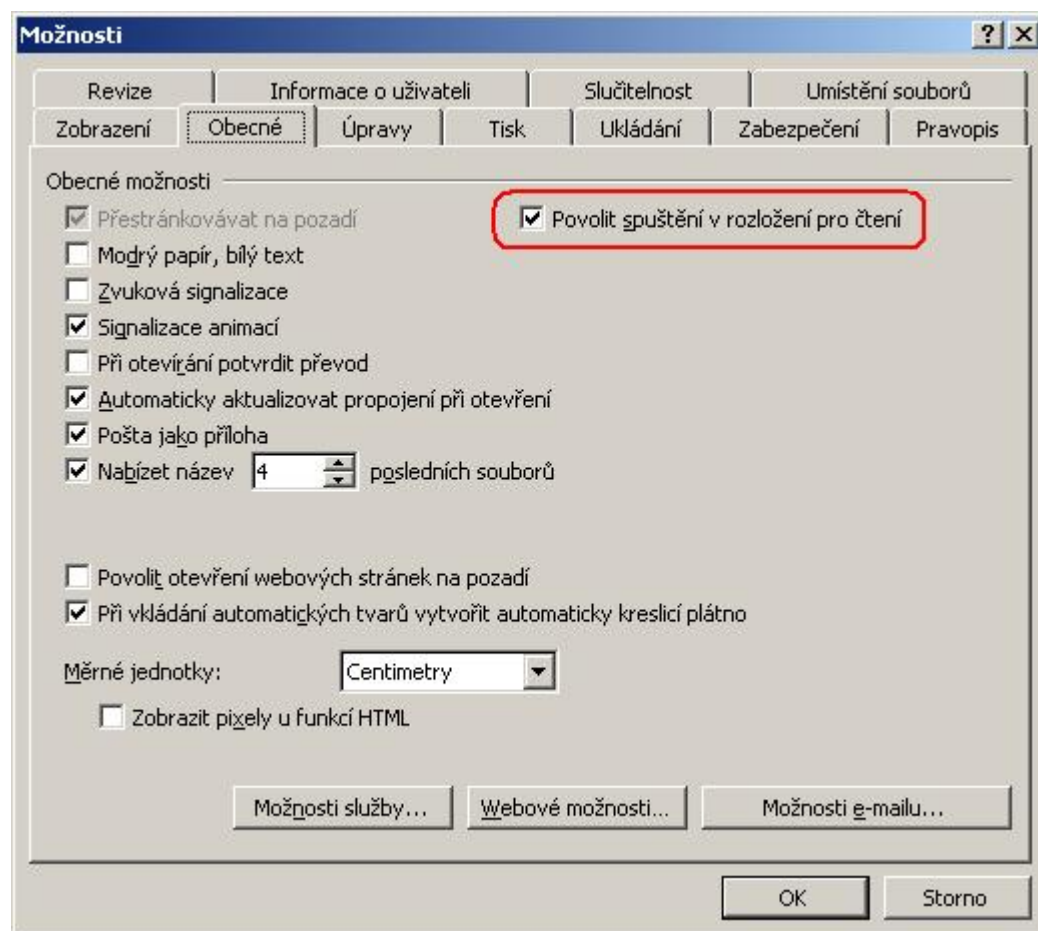 Možnosti
Revize Informace o uživateli Slučitelnost Umístění souborů
Zobrazení Obecné Úpravy Tisk Ukládání Zabezpečení Pravopis
Obecné možnosti
Přestránkovávat na pozadí Povolit spuštění v rozložení pro čtení
Modrý papír, bílý text
Zvuková signalizace
Signalizace animací
Při otevírání potvrdit převod
Automaticky aktualizovat propojení při otevření
Pošta jako příloha
Nabízet název 4 posledních souborů
Povolit otevření webových stránek na pozadí
Při vkládání automatických tvarů vytvořit automaticky kreslicí plátno
Měrné jednotky: Centimetry
Zobrazit pixely u funkcí HTML
Možnosti služby... Webové možnosti... Možnosti e-mailu...
OK Storno